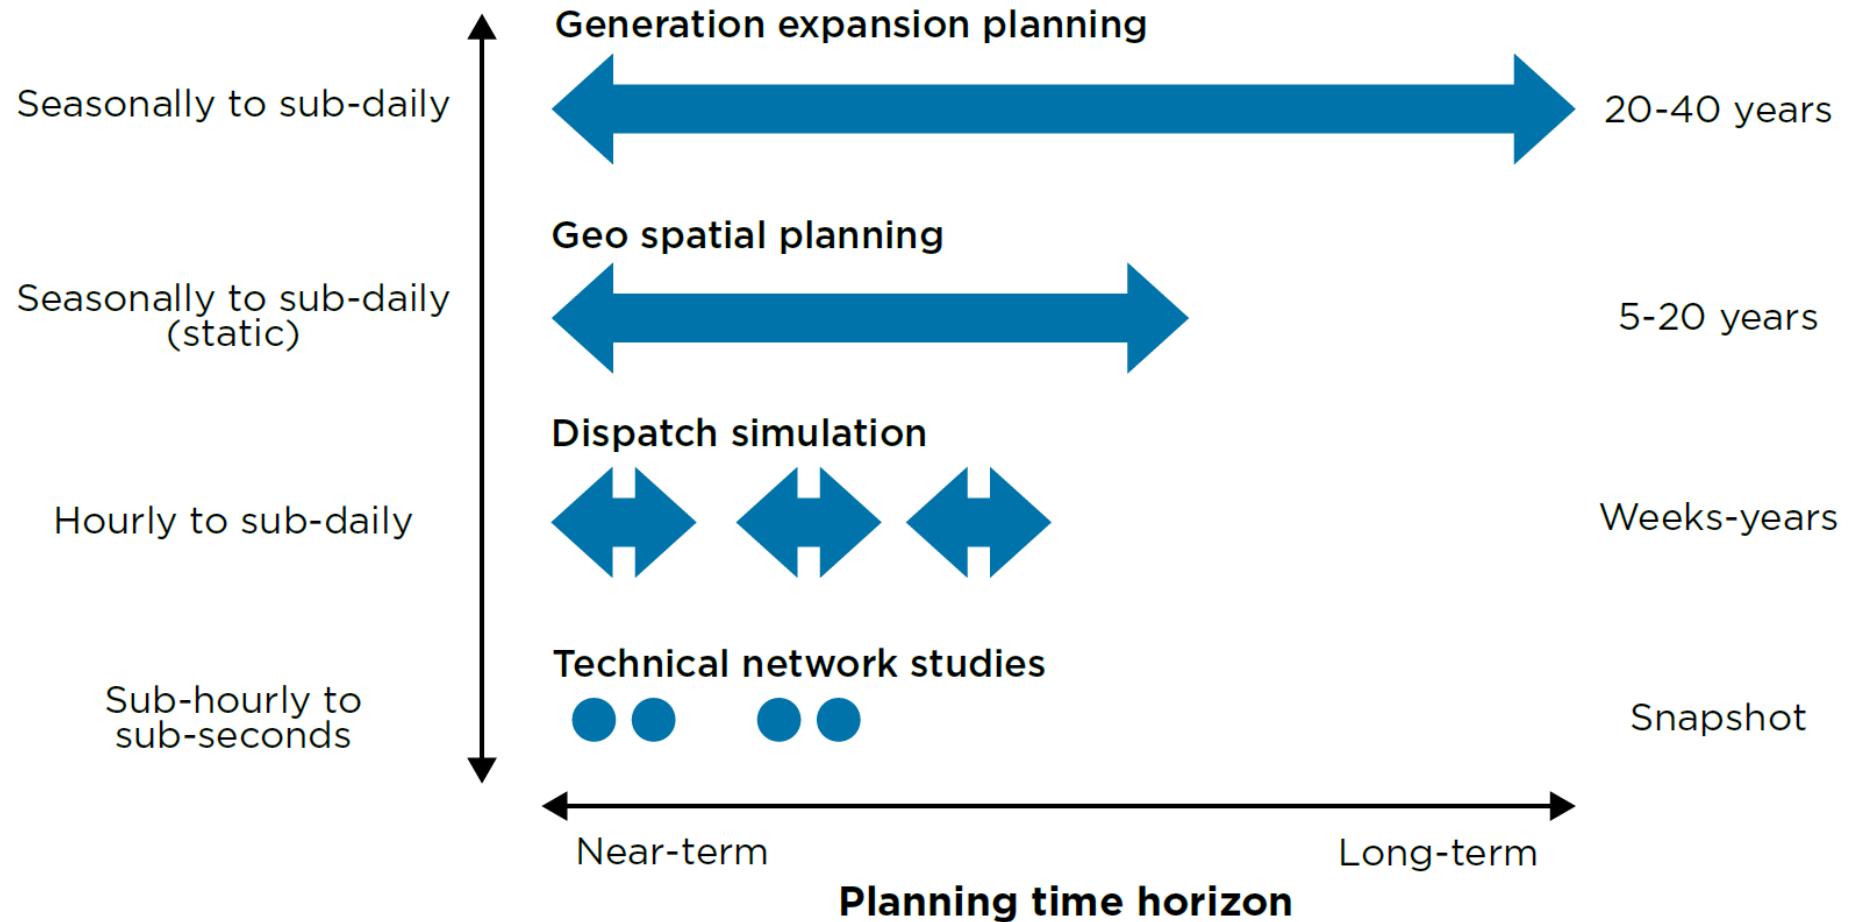 Generation expansion planning
Seasonally to sub-daily
20-40 years
Geo spatial planning
Seasonally to sub-daily
(static)
5-20 years
Dispatch simulation
Hourly to sub-daily
Weeks-years
Technical network studies
Sub-hourly to
sub-seconds
Snapshot
Near-term
Long-term
Planning time horizon